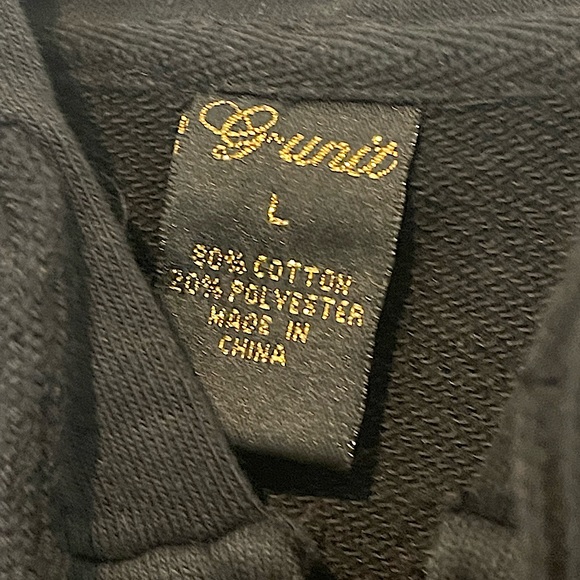 G-unit
L
80% COTTON
20% POLYESTER
MADE IN
CHINA